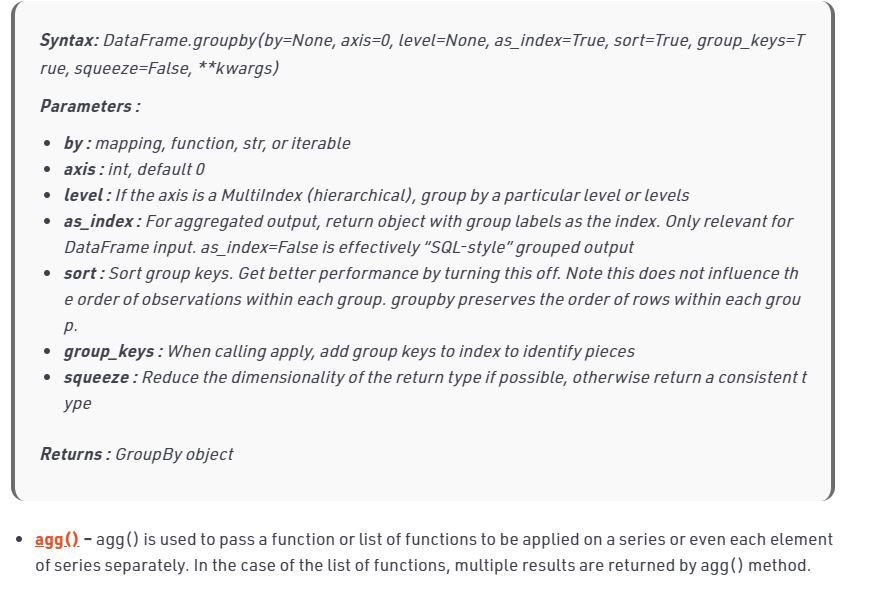 Syntax: DataFrame.groupby(by=None, axis=0, level=None, as_index=True, sort=True, group_keys=T
rue, squeeze=False, **kwargs)
Parameters :
• by : mapping, function, str, or iterable
• axis : int, default 0
• level : If the axis is a MultiIndex (hierarchical), group by a particular level or levels
• as_index : For aggregated output, return object with group labels as the index. Only relevant for
DataFrame input. as_index=False is effectively “SQL-style” grouped output
• sort : Sort group keys. Get better performance by turning this off. Note this does not influence th
e order of observations within each group. groupby preserves the order of rows within each grou
p.
• group_keys : When calling apply, add group keys to index to identify pieces
• squeeze : Reduce the dimensionality of the return type if possible, otherwise return a consistent t
ype
Returns : GroupBy object
• agg() – agg() is used to pass a function or list of functions to be applied on a series or even each element
of series separately. In the case of the list of functions, multiple results are returned by agg() method.